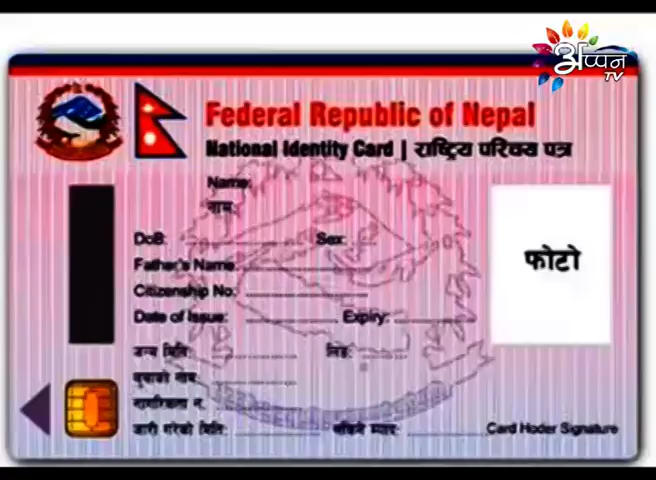 अप्पन
TV
Federal Republic of Nepal
National Identity Card | राष्ट्रिय परिचय पत्र
Name:
नाम:
DoB: Sex:
Father's Name:
Citizenship No:
Date of Issue: Expiry:
फोटो
जन्म मिति: लिङ्ग:
बुबाको नाम:
नागरिकता न.
जारी गरेको मिति:
Card Hoder Signature